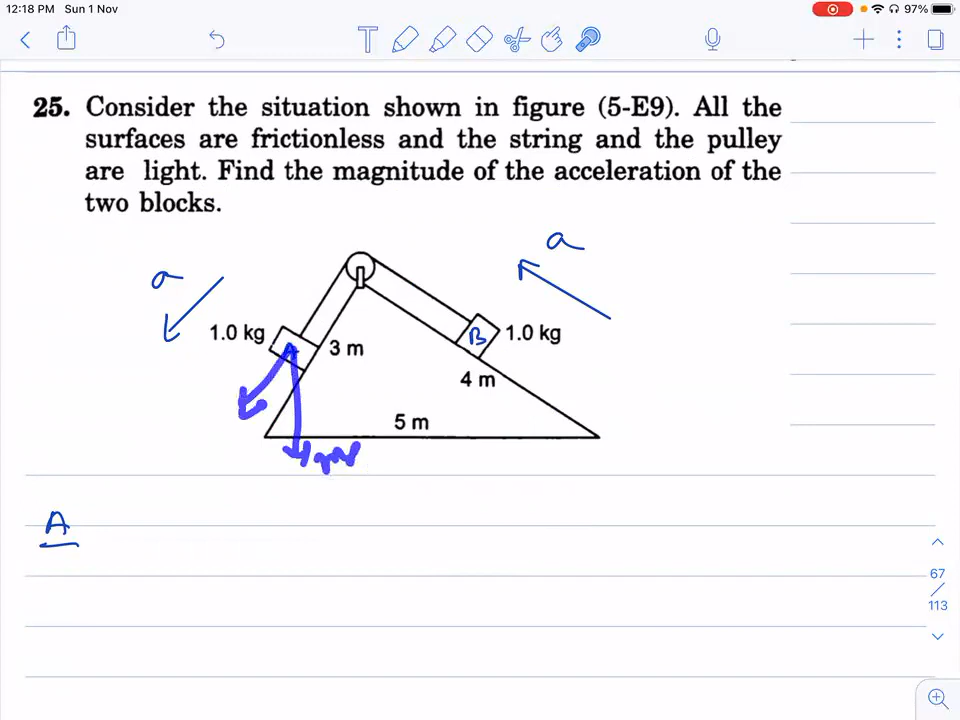 12:18 PM Sun 1 Nov 97%
25. Consider the situation shown in figure (5-E9). All the
surfaces are frictionless and the string and the pulley
are light. Find the magnitude of the acceleration of the
two blocks.
a
a
1.0 kg
B
1.0 kg
3 m
4 m
5 m
mg
A
67
113